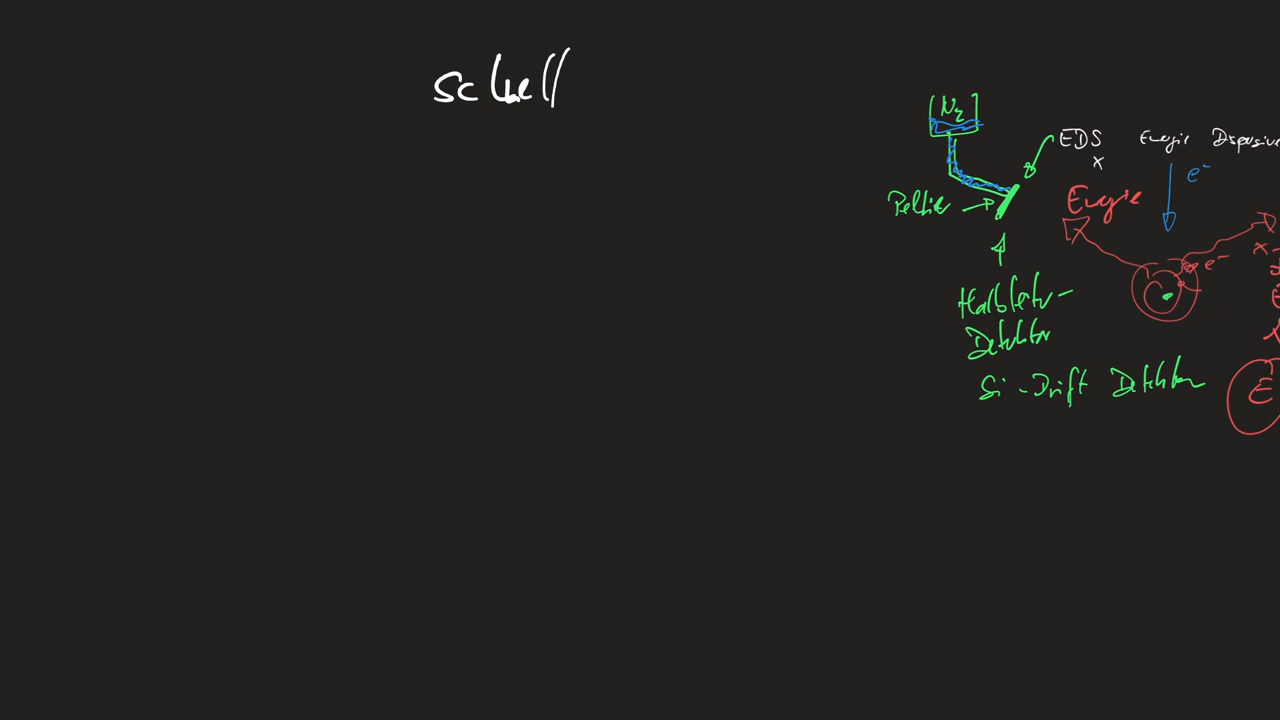 schnell
N₂
EDS Energie Dispersive
x
e⁻
Peltier
Energie
x
e⁻
x
Halbleiter-
Detektor
Si-Drift Detektor
E